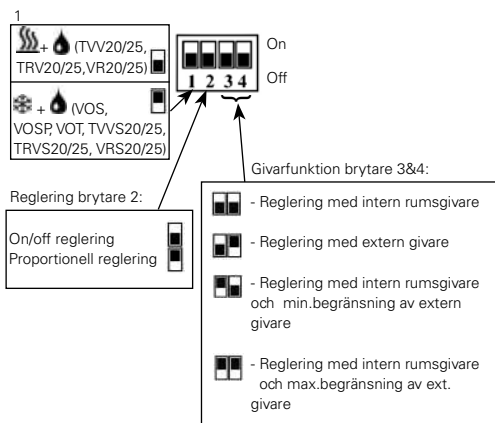 1
+ (TVV20/25,
TRV20/25,VR20/25)
On
Off
1 2 3 4
+ (VOS,
VOSP, VOT, TVVS20/25,
TRVS20/25, VRS20/25)
Reglering brytare 2:
On/off reglering
Proportionell reglering
Givarfunktion brytare 3&4:
- Reglering med intern rumsgivare
- Reglering med extern givare
- Reglering med intern rumsgivare
och min.begränsning av extern
givare
- Reglering med intern rumsgivare
och max.begränsning av ext.
givare